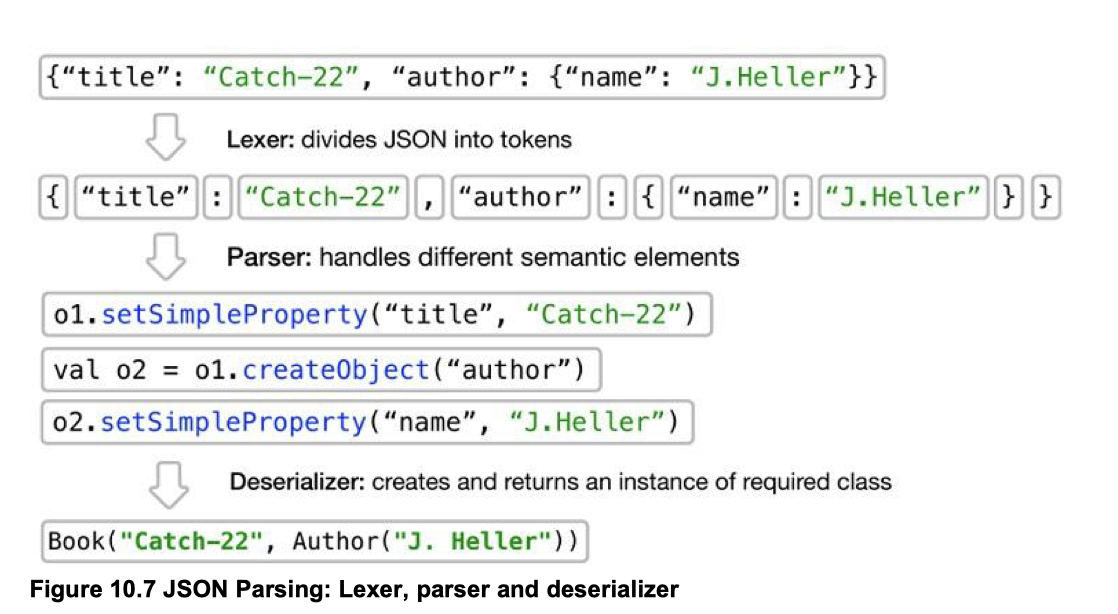 {“title”: “Catch-22”, “author”: {“name”: “J.Heller”}}
Lexer: divides JSON into tokens
{ “title” : “Catch-22” , “author” : { “name” : “J.Heller” } }
Parser: handles different semantic elements
o1.setSimpleProperty(“title”, “Catch-22”)
val o2 = o1.createObject(“author”)
o2.setSimpleProperty(“name”, “J.Heller”)
Deserializer: creates and returns an instance of required class
Book("Catch-22", Author("J. Heller"))
Figure 10.7 JSON Parsing: Lexer, parser and deserializer